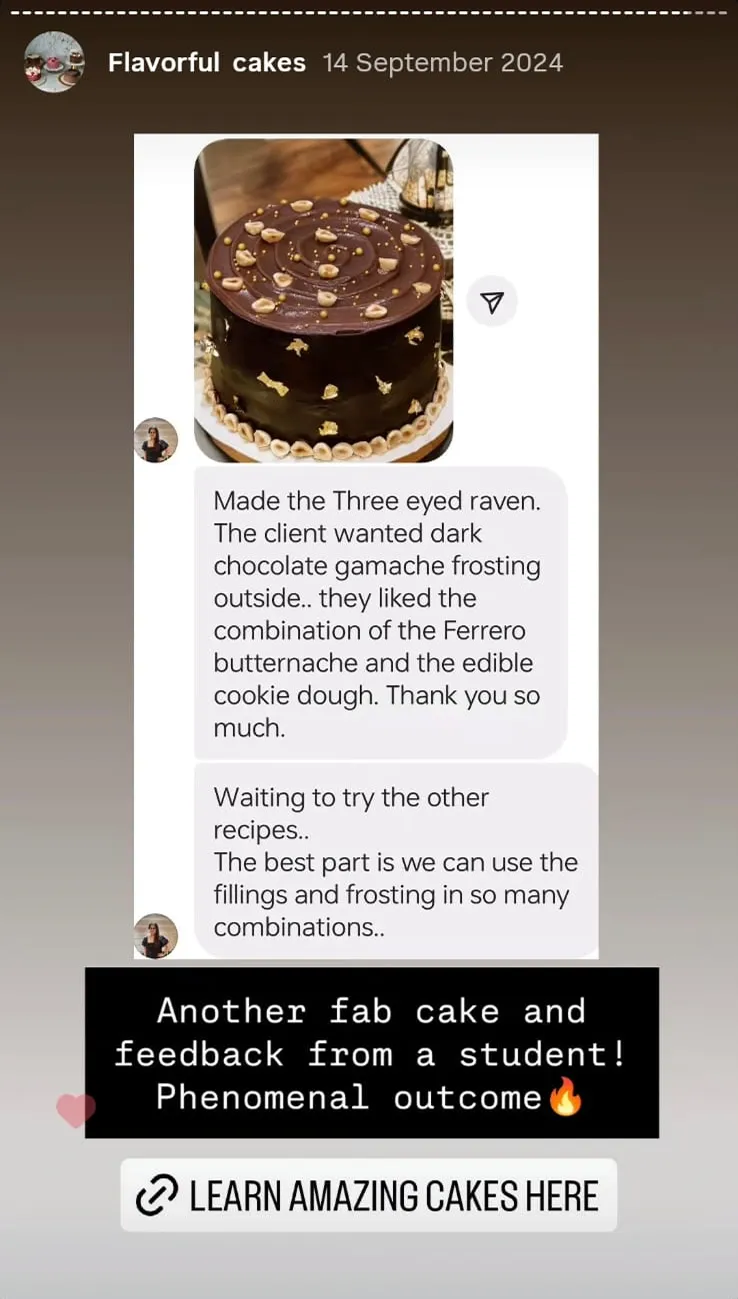 Flavorful cakes 14 September 2024
Made the Three eyed raven.
The client wanted dark
chocolate gamache frosting
outside.. they liked the
combination of the Ferrero
butternache and the edible
cookie dough. Thank you so
much.
Waiting to try the other
recipes..
The best part is we can use the
fillings and frosting in so many
combinations..
Another fab cake and
feedback from a student!
Phenomenal outcome🔥
LEARN AMAZING CAKES HERE